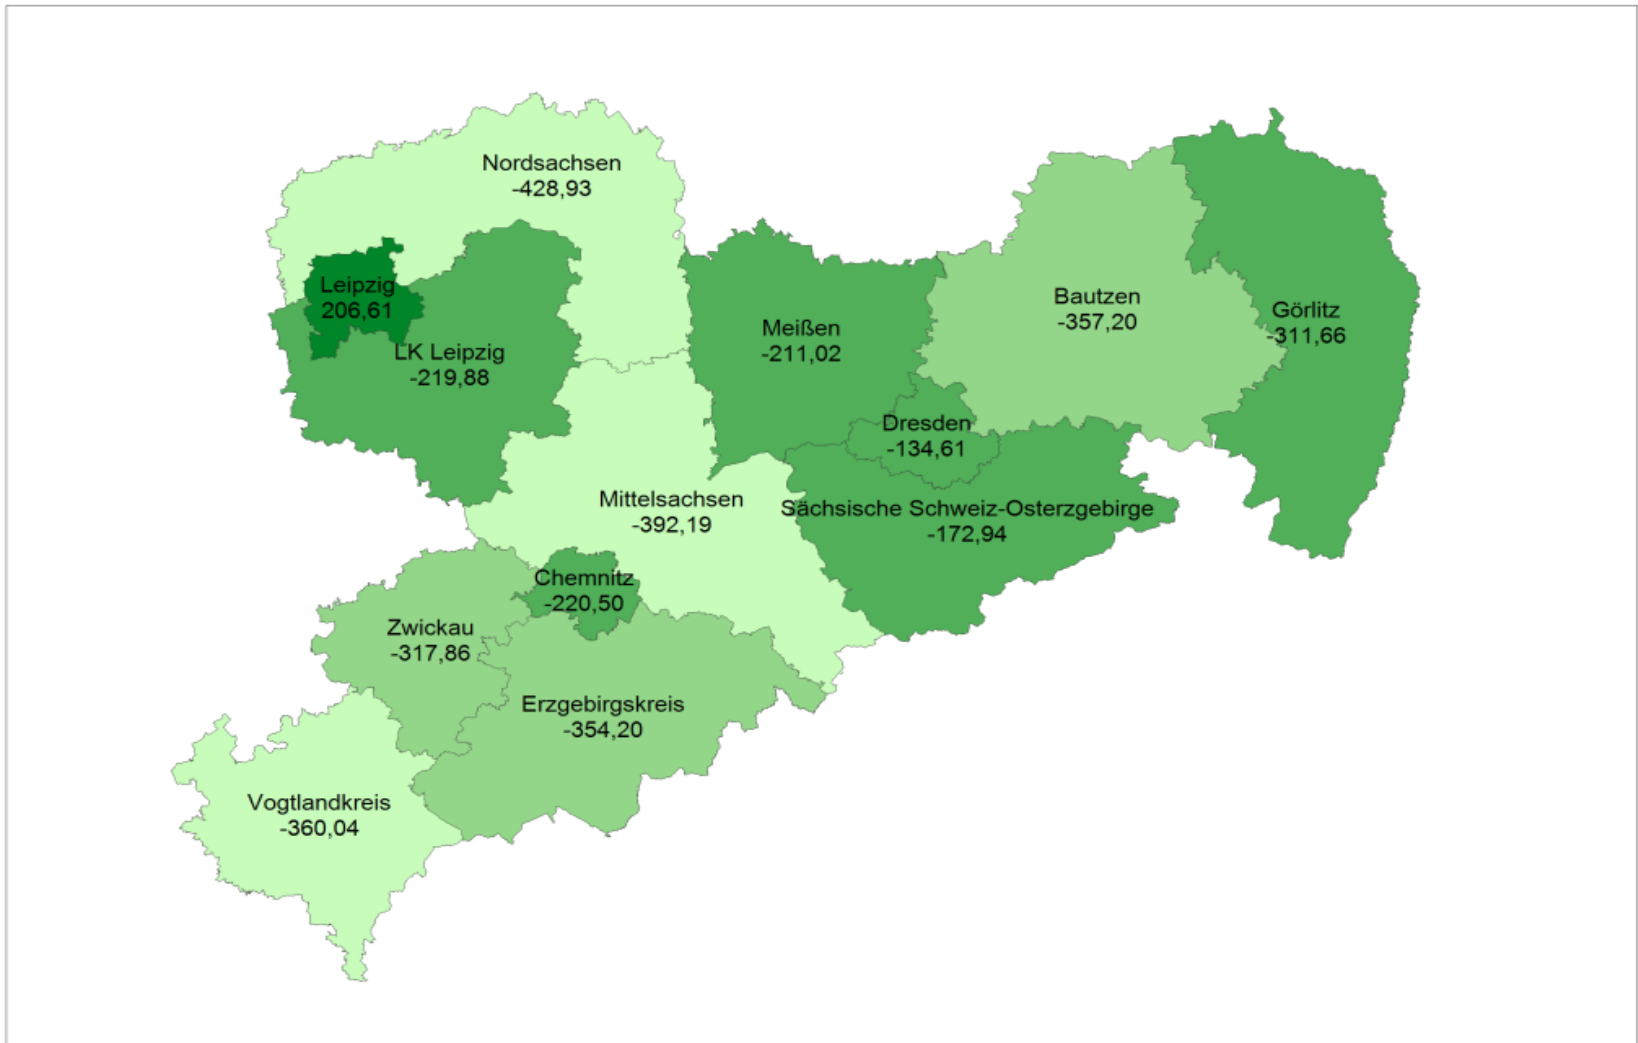 Nordsachsen
-428,93
Leipzig
206,61
LK Leipzig
-219,88
Meißen
-211,02
Bautzen
-357,20
Görlitz
-311,66
Dresden
-134,61
Mittelsachsen
-392,19
Sächsische Schweiz-Osterzgebirge
-172,94
Chemnitz
-220,50
Zwickau
-317,86
Erzgebirgskreis
-354,20
Vogtlandkreis
-360,04